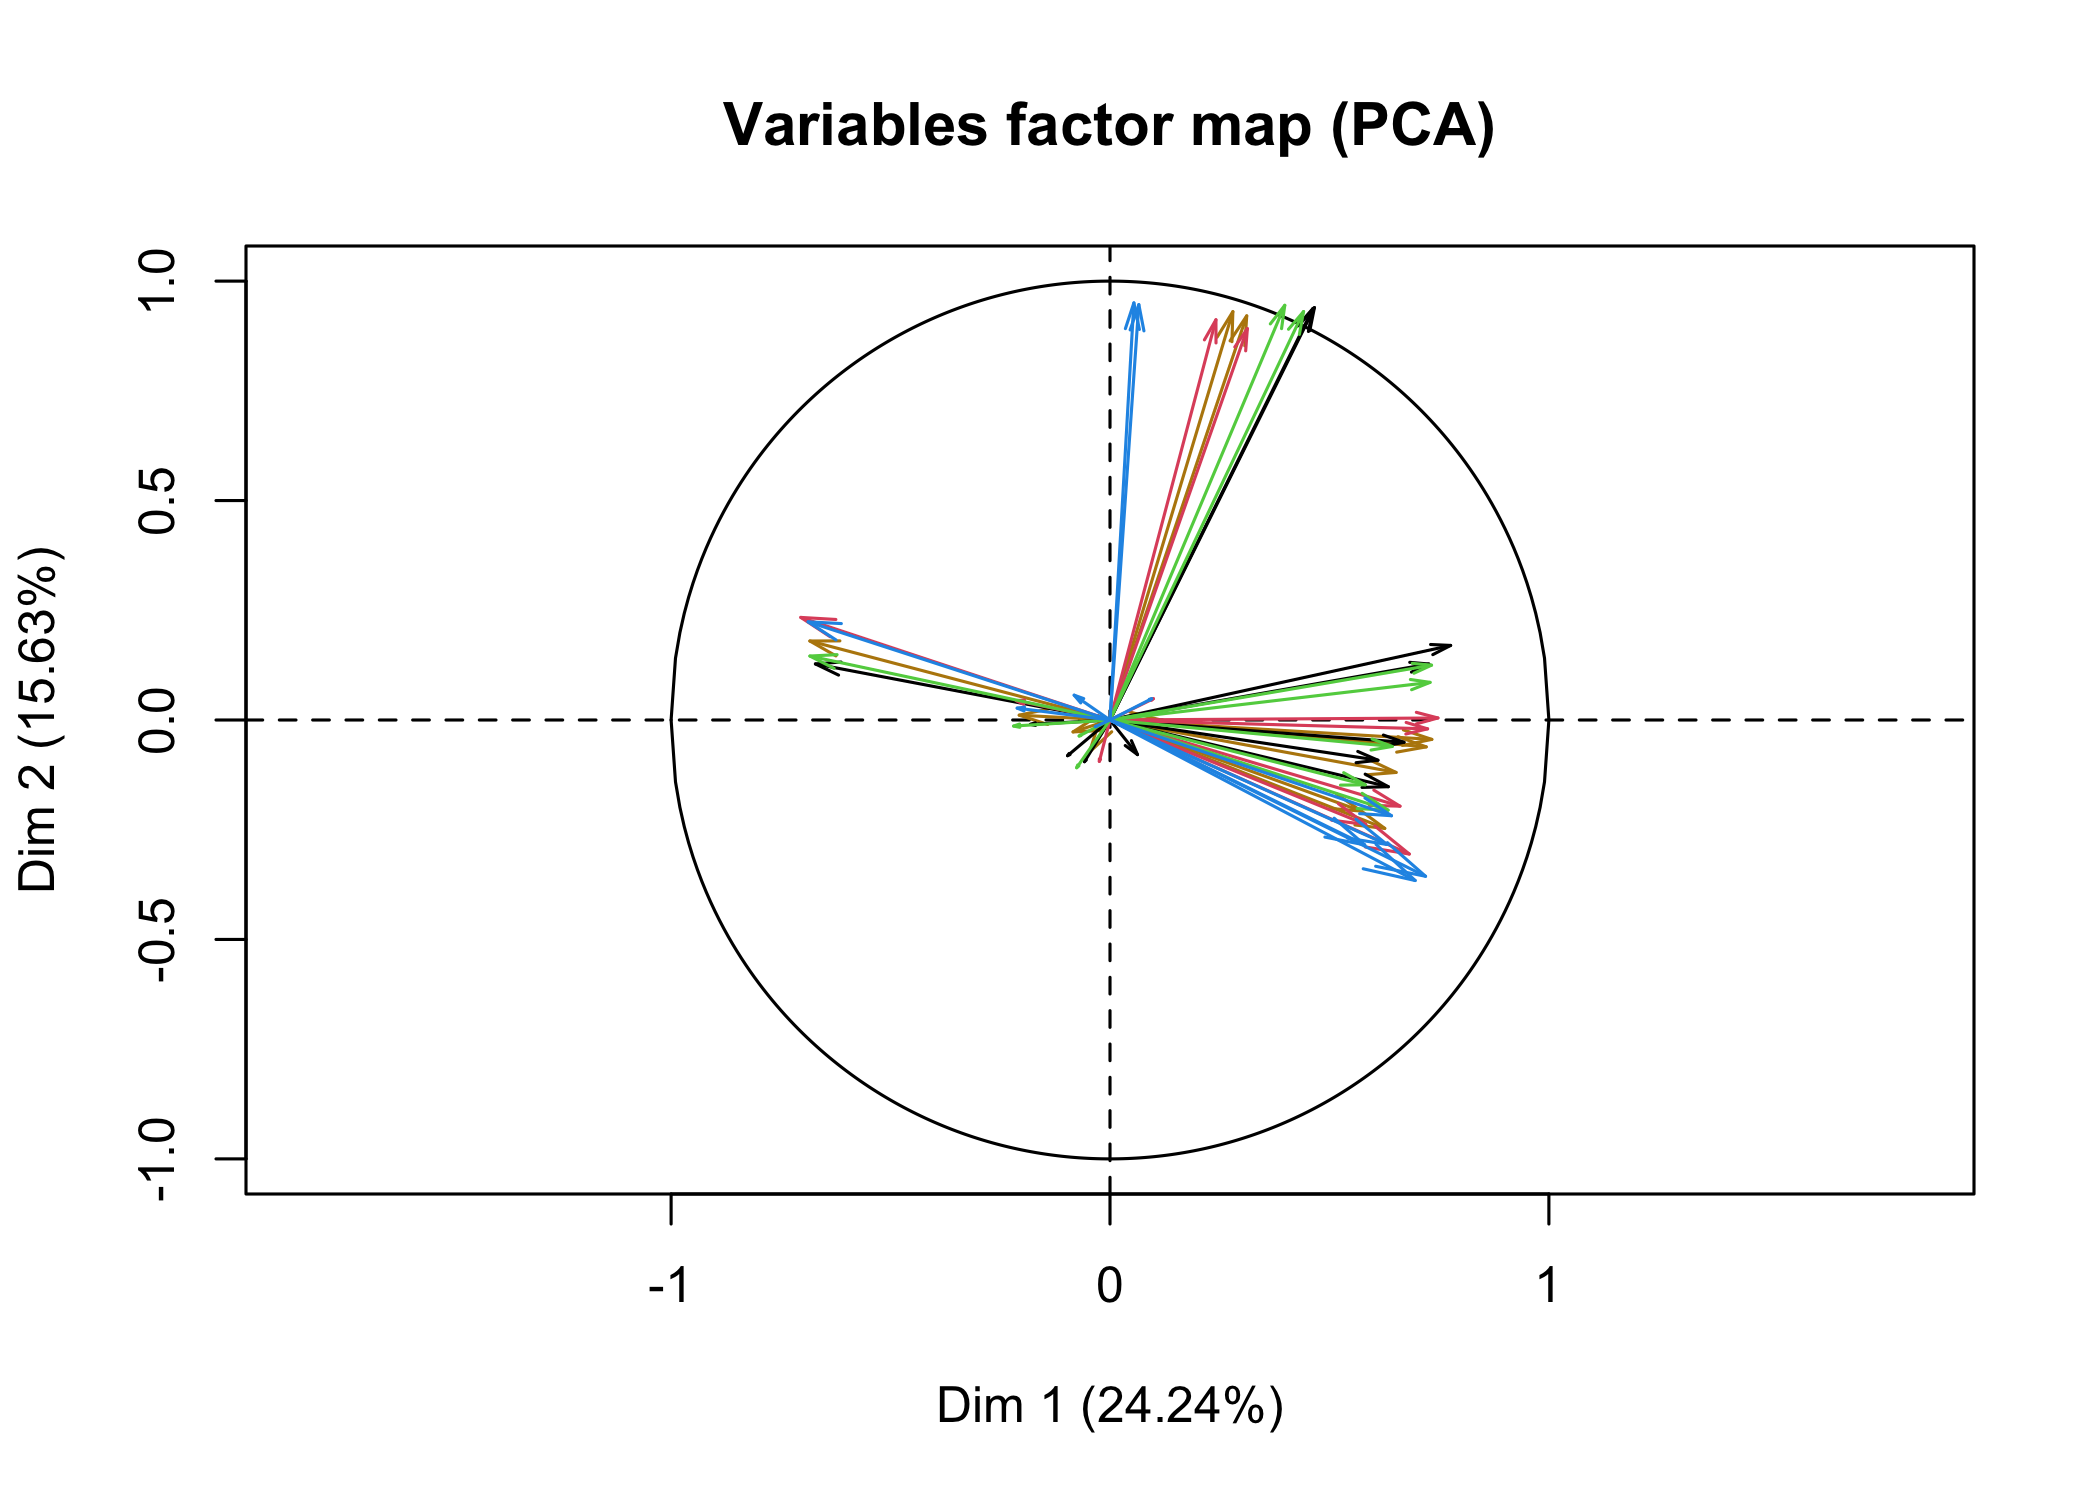 Variables factor map (PCA)
1.0
0.5
0.0
-0.5
-1.0
Dim 2 (15.63%)
-1
0
1
Dim 1 (24.24%)